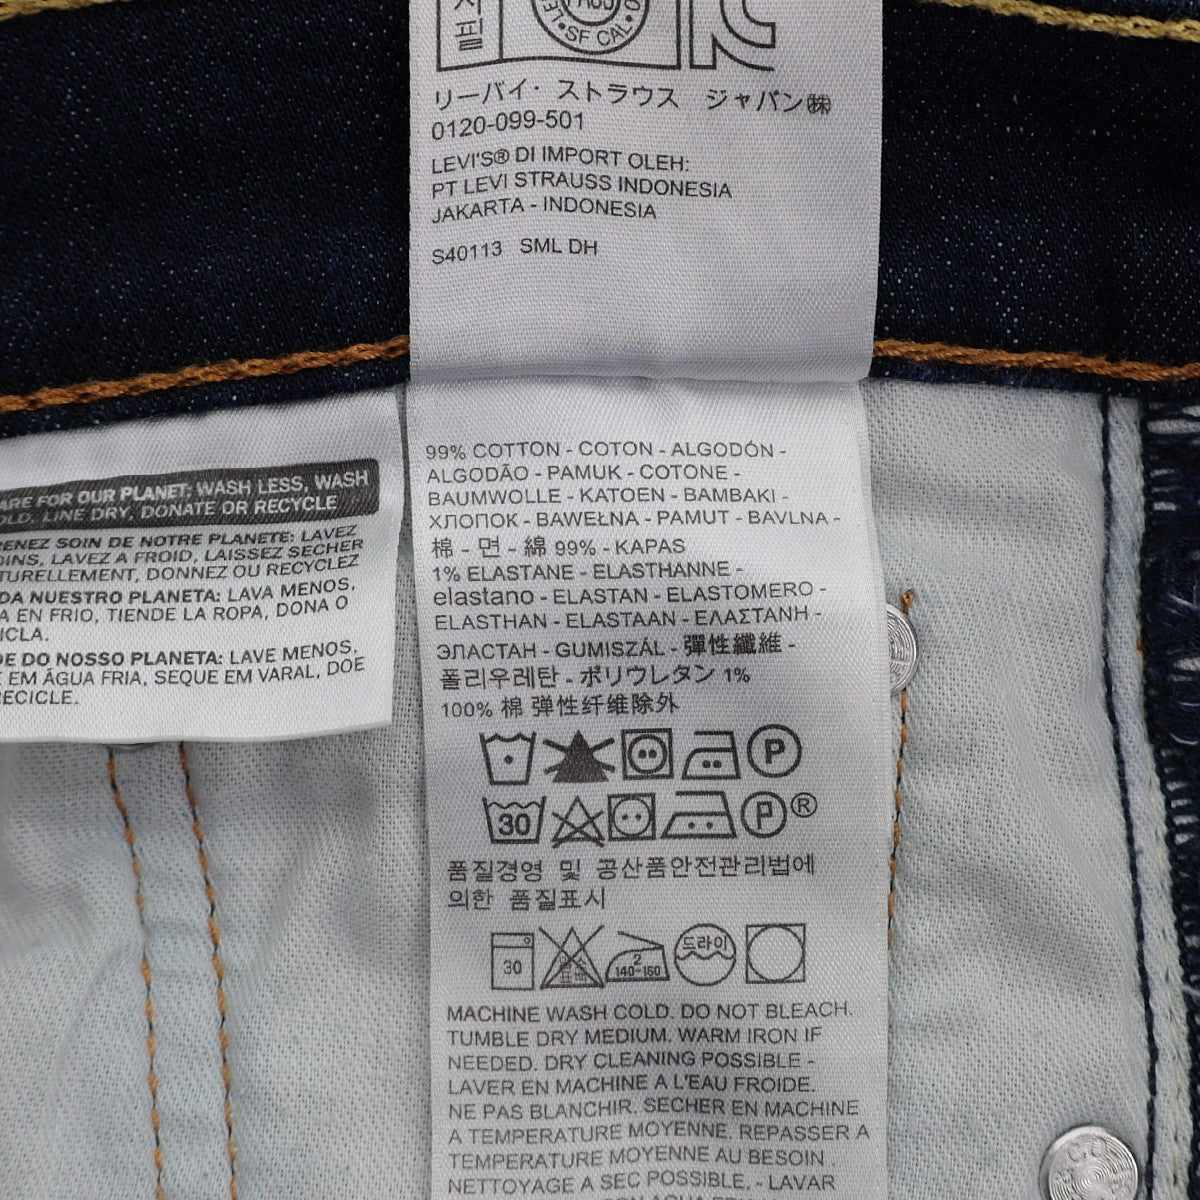 필
SF CAL
リーバイ・ストラウス ジャパン㈱
0120-099-501
LEVI'S® DI IMPORT OLEH:
PT LEVI STRAUSS INDONESIA
JAKARTA - INDONESIA
S40113 SML DH
ARE FOR OUR PLANET: WASH LESS, WASH
OLD, LINE DRY, DONATE OR RECYCLE
RENEZ SOIN DE NOTRE PLANETE: LAVEZ
OINS, LAVEZ A FROID, LAISSEZ SECHER
TURELLEMENT, DONNEZ OU RECYCLEZ
DA NUESTRO PLANETA: LAVA MENOS,
A EN FRIO, TIENDE LA ROPA, DONA O
ICLA.
DE DO NOSSO PLANETA: LAVE MENOS,
E EM ÁGUA FRIA, SEQUE EM VARAL, DOE
RECICLE.
99% COTTON - COTON - ALGODÓN -
ALGODÃO - PAMUK - COTONE -
BAUMWOLLE - KATOEN - BAMBAKI -
ХЛОПОК - BAWEŁNA - PAMUT - BAVLNA -
棉 - 면 - 綿 99% - KAPAS
1% ELASTANE - ELASTHANNE -
elastano - ELASTAN - ELASTOMERO -
ELASTHAN - ELASTAAN - ΕΛΑΣΤΑΝΗ -
ЭЛАСТАН - GUMISZÁL - 彈性纖維 -
폴리우레탄 - ポリウレタン 1%
100% 棉 弹性纤维除外
P
30 P ®
품질경영 및 공산품안전관리법에
의한 품질표시
30 2 140~160 드라이
MACHINE WASH COLD. DO NOT BLEACH.
TUMBLE DRY MEDIUM. WARM IRON IF
NEEDED. DRY CLEANING POSSIBLE -
LAVER EN MACHINE A L'EAU FROIDE.
NE PAS BLANCHIR. SECHER EN MACHINE
A TEMPERATURE MOYENNE. REPASSER A
TEMPERATURE MOYENNE AU BESOIN
NETTOYAGE A SEC POSSIBLE. - LAVAR